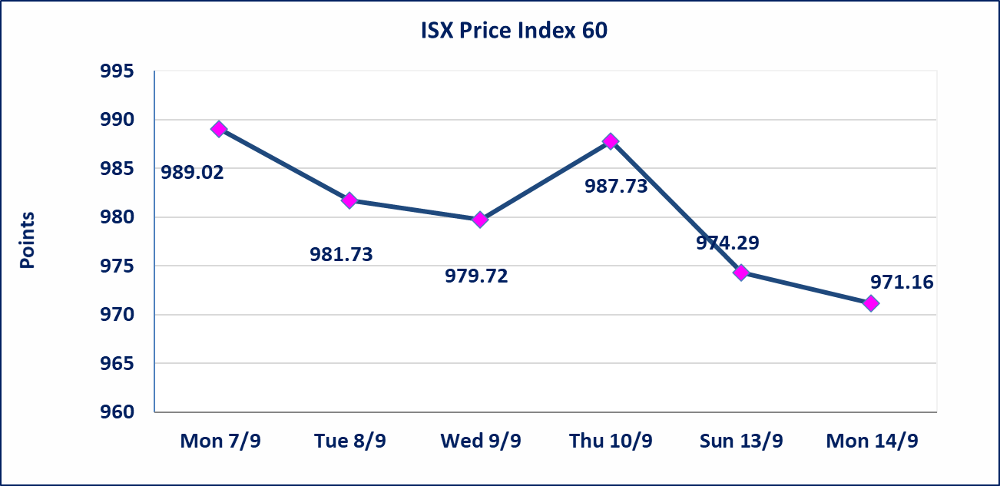 ISX Price Index 60
Points
995
990
985
980
975
970
965
960
989.02
981.73
979.72
987.73
974.29
971.16
Mon 7/9
Tue 8/9
Wed 9/9
Thu 10/9
Sun 13/9
Mon 14/9